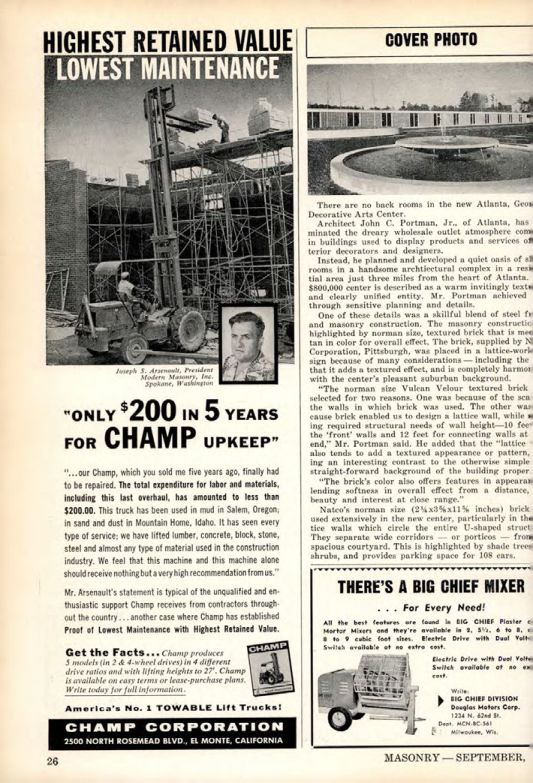 HIGHEST RETAINED VALUE
LOWEST MAINTENANCE
Joseph S. Arsenault, President
Modern Masonry, Inc.
Spokane, Washington
"ONLY $200 IN 5 YEARS
FOR CHAMP UPKEEP"
"...our Champ, which you sold me five years ago, finally had
to be repaired. The total expenditure for labor and materials,
including this last overhaul, has amounted to less than
$200.00. This truck has been used in mud in Salem, Oregon;
in sand and dust in Mountain Home, Idaho. It has seen every
type of service; we have lifted lumber, concrete, block, stone,
steel and almost any type of material used in the construction
industry. We feel that this machine and this machine alone
should receive nothing but a very high recommendation from us."
Mr. Arsenault's statement is typical of the unqualified and en-
thusiastic support Champ receives from contractors through-
out the country...another case where Champ has established
Proof of Lowest Maintenance with Highest Retained Value.
Get the Facts... Champ produces
5 models (in 2 & 4-wheel drives) in 4 different
drive ratios and with lifting heights to 27'. Champ
is available on easy terms or lease-purchase plans.
Write today for full information.
CHAMP
America's No. 1 TOWABLE Lift Trucks!
CHAMP CORPORATION
2500 NORTH ROSEMEAD BLVD., EL MONTE, CALIFORNIA
26
COVER PHOTO
There are no back rooms in the new Atlanta,
Decorative Arts Center.
Architect John C. Portman, Jr., of Atlanta, has
minated the dreary wholesale outlet atmosphere
in buildings used to display products and services
terior decorators and designers.
Instead, he planned and developed a quiet oasis of
rooms in a handsome archtiectural complex in a
tial area just three miles from the heart of Atlanta.
$800,000 center is described as a warm invitingly
and clearly unified entity. Mr. Portman achieved
through sensitive planning and details.
One of these details was a skillful blend of steel
and masonry construction. The masonry
highlighted by norman size, textured brick that is
tan in color for overall effect. The brick, supplied by
Corporation, Pittsburgh, was placed in a
sign because of many considerations — including the
that it adds a textured effect, and is completely
with the center's pleasant suburban background.
"The norman size Vulcan Velour textured brick
selected for two reasons. One was because of the
the walls in which brick was used. The other
cause brick enabled us to design a lattice wall, while
ing required structural needs of wall height—10
the 'front' walls and 12 feet for connecting walls at
end," Mr. Portman said. He added that the "lattice
also tends to add a textured appearance or pattern,
ing an interesting contrast to the otherwise simple
straight-forward background of the building proper.
"The brick's color also offers features in
lending softness in overall effect from a distance,
beauty and interest at close range."
Natco's norman size (2¼x3⅝x11⅝ inches) brick
used extensively in the new center, particularly in
tice walls which circle the entire U-shaped
They separate wide corridors — or porticos —
spacious courtyard. This is highlighted by shade
shrubs, and provides parking space for 108 cars.
THERE'S A BIG CHIEF MIXER
. . . For Every Need!
All the best features are found in BIG CHIEF Plaster
Mortar Mixers and they're available in 2, 5½, 6 to 8,
8 to 9 cubic foot sizes. Electric Drive with Dual
Switch available at no extra cost.
Electric Drive with Dual
Switch available at no
cost.
Write:
BIG CHIEF DIVISION
Douglas Motors Corp.
1234 N. 62nd St.
Dept. MCN-BC-561
Milwaukee, Wis.
MASONRY — SEPTEMBER,